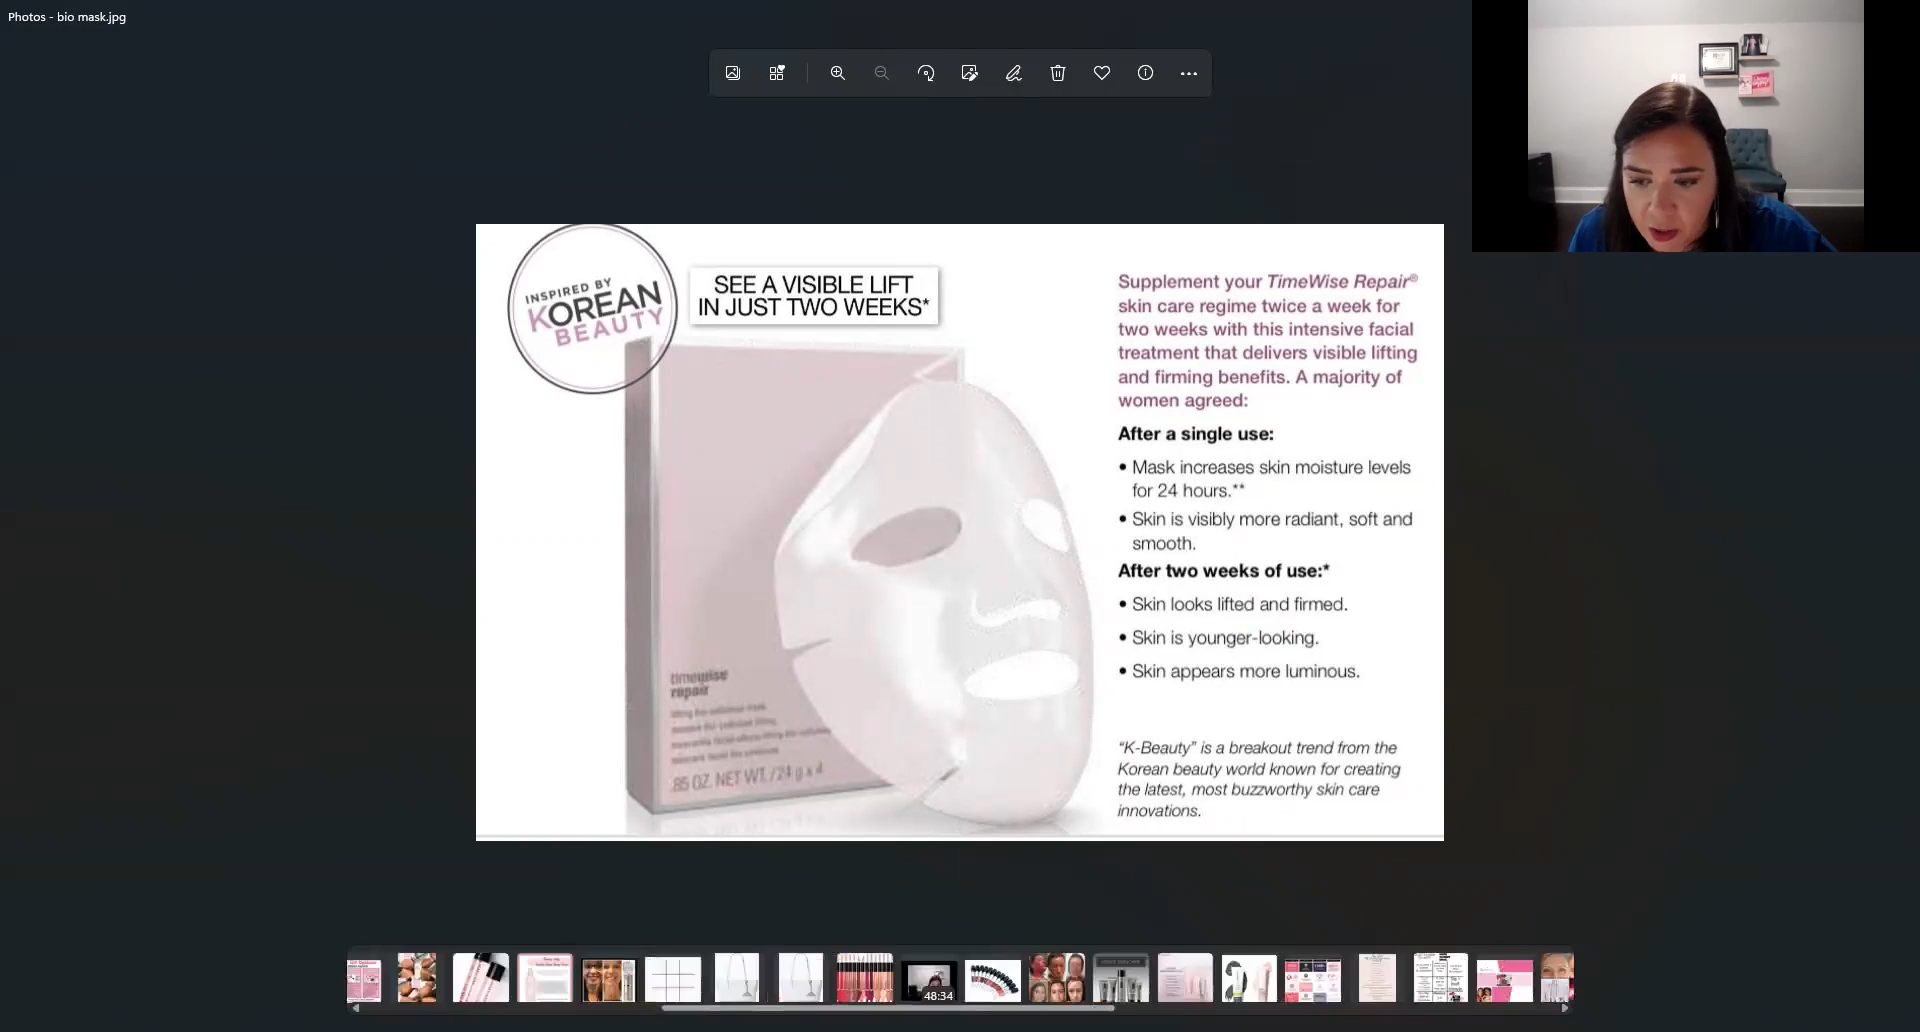 Photos - bio mask.jpg
INSPIRED BY
KOREAN
BEAUTY
SEE A VISIBLE LIFT
IN JUST TWO WEEKS*
timewise
repair
.85 OZ. NET WT. / 24 g x 4
Supplement your TimeWise Repair®
skin care regime twice a week for
two weeks with this intensive facial
treatment that delivers visible lifting
and firming benefits. A majority of
women agreed:
After a single use:
• Mask increases skin moisture levels
for 24 hours.**
• Skin is visibly more radiant, soft and
smooth.
After two weeks of use:*
• Skin looks lifted and firmed.
• Skin is younger-looking.
• Skin appears more luminous.
“K-Beauty” is a breakout trend from the
Korean beauty world known for creating
the latest, most buzzworthy skin care
innovations.
48:34